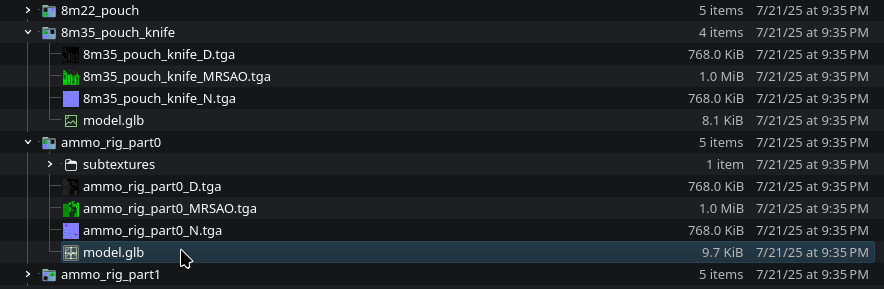 8m22_pouch 5 items 7/21/25 at 9:35 PM
8m35_pouch_knife 4 items 7/21/25 at 9:35 PM
8m35_pouch_knife_D.tga 768.0 KiB 7/21/25 at 9:35 PM
8m35_pouch_knife_MRSAO.tga 1.0 MiB 7/21/25 at 9:35 PM
8m35_pouch_knife_N.tga 768.0 KiB 7/21/25 at 9:35 PM
model.glb 8.1 KiB 7/21/25 at 9:35 PM
ammo_rig_part0 5 items 7/21/25 at 9:35 PM
subtextures 1 item 7/21/25 at 9:35 PM
ammo_rig_part0_D.tga 768.0 KiB 7/21/25 at 9:35 PM
ammo_rig_part0_MRSAO.tga 1.0 MiB 7/21/25 at 9:35 PM
ammo_rig_part0_N.tga 768.0 KiB 7/21/25 at 9:35 PM
model.glb 9.7 KiB 7/21/25 at 9:35 PM
ammo_rig_part1 5 items 7/21/25 at 9:35 PM